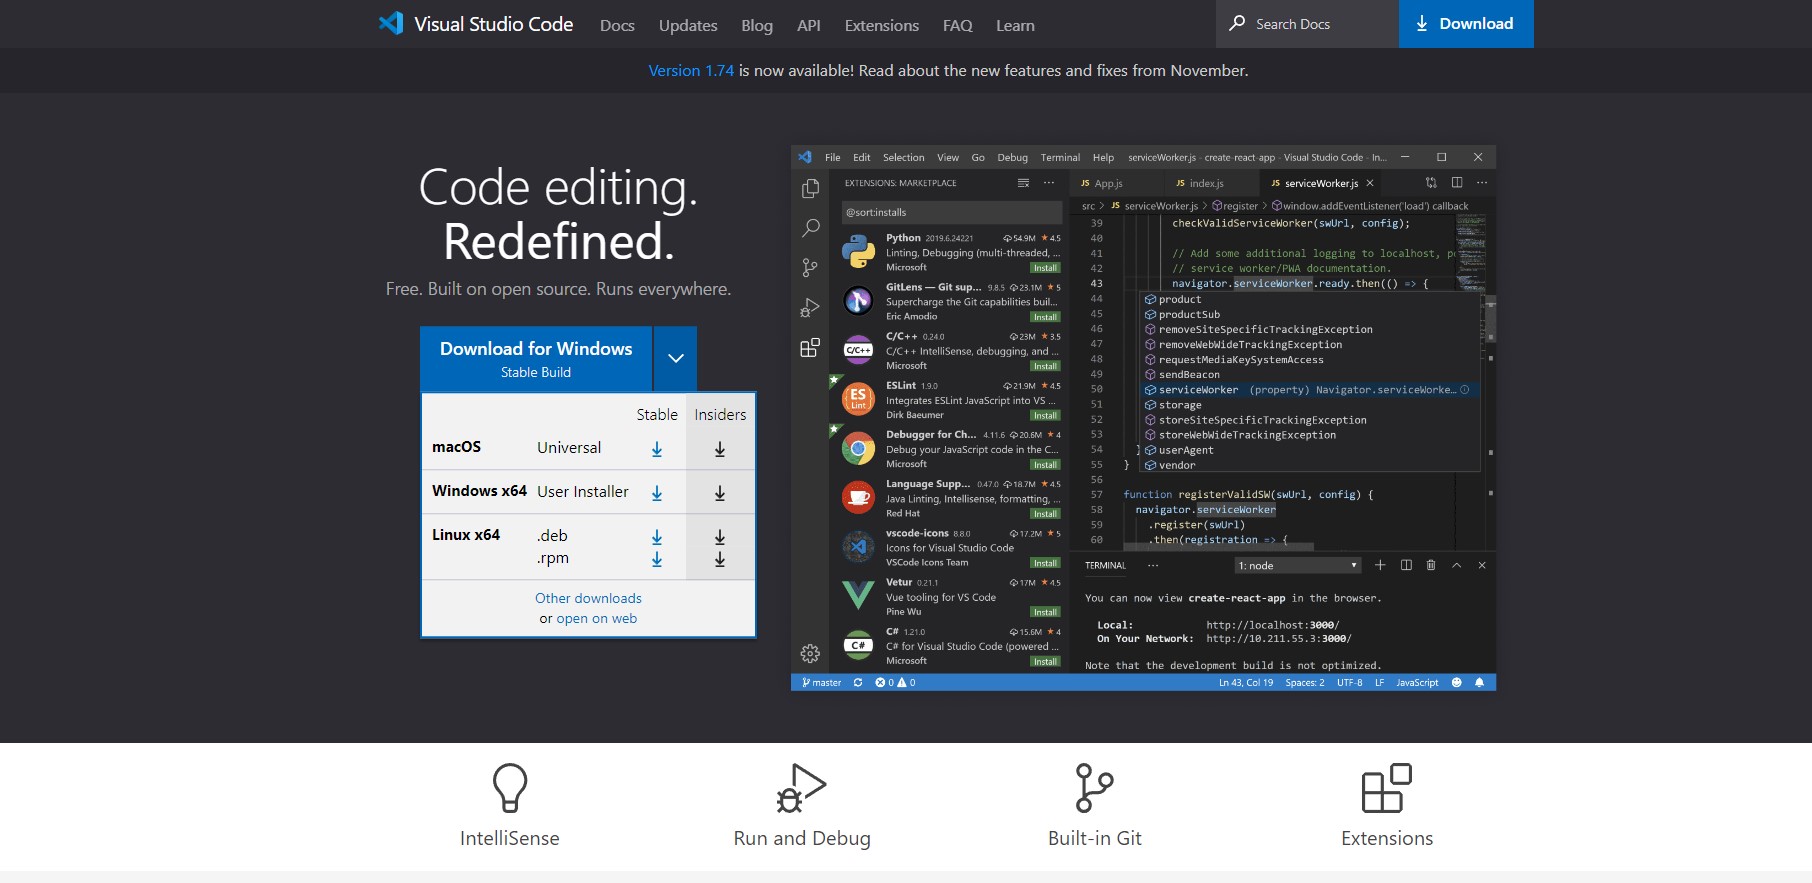 Visual Studio Code Docs Updates Blog API Extensions FAQ Learn Search Docs Download
Version 1.74 is now available! Read about the new features and fixes from November.
Code editing.
Redefined.
Free. Built on open source. Runs everywhere.
Download for Windows
Stable Build
Stable Insiders
macOS Universal
Windows x64 User Installer
Linux x64 .deb
.rpm
Other downloads
or open on web
File Edit Selection View Go Debug Terminal Help serviceWorker.js - create-react-app - Visual Studio Code - In...
EXTENSIONS: MARKETPLACE
@sort:installs
Python 2019.6.24221 54.9M 4.5
Linting, Debugging (multi-threaded, ...
Microsoft Install
GitLens — Git sup... 9.8.5 23.1M 5
Supercharge the Git capabilities buil...
Eric Amodio Install
C/C++
C/C++ 0.24.0 23M 3.5
C/C++ IntelliSense, debugging, and ...
Microsoft Install
ES
Lint
ESLint 1.9.0 21.9M 4.5
Integrates ESLint JavaScript into VS ...
Dirk Baeumer Install
Debugger for Ch... 4.11.6 20.6M 4
Debug your JavaScript code in the C...
Microsoft Install
Language Supp... 0.47.0 18.7M 4.5
Java Linting, Intellisense, formatting, ...
Red Hat Install
vscode-icons 8.8.0 17.2M 5
Icons for Visual Studio Code
VSCode Icons Team Install
Vetur 0.21.1 17M 4.5
Vue tooling for VS Code
Pine Wu Install
C#
C# 1.21.0 15.6M 4
C# for Visual Studio Code (powered ...
Microsoft Install
JS App.js JS index.js JS serviceWorker.js
src > JS serviceWorker.js > register > window.addEventListener('load') callback
39 checkValidServiceWorker(swUrl, config);
40
41 // Add some additional logging to localhost, po
42 // service worker/PWA documentation.
43 navigator.serviceWorker.ready.then(() => {
44 product
45 productSub
46 removeSiteSpecificTrackingException
47 removeWebWideTrackingException
48 requestMediaKeySystemAccess
49 sendBeacon
50 serviceWorker (property) Navigator.serviceWorke...
51 storage
52 storeSiteSpecificTrackingException
53 storeWebWideTrackingException
54 } userAgent
55 } vendor
56
57 function registerValidSW(swUrl, config) {
58 navigator.serviceWorker
59 .register(swUrl)
60 .then(registration => {
TERMINAL ... 1: node
You can now view create-react-app in the browser.
Local: http://localhost:3000/
On Your Network: http://10.211.55.3:3000/
Note that the development build is not optimized.
master 0 0 Ln 43, Col 19 Spaces: 2 UTF-8 LF JavaScript
IntelliSense Run and Debug Built-in Git Extensions